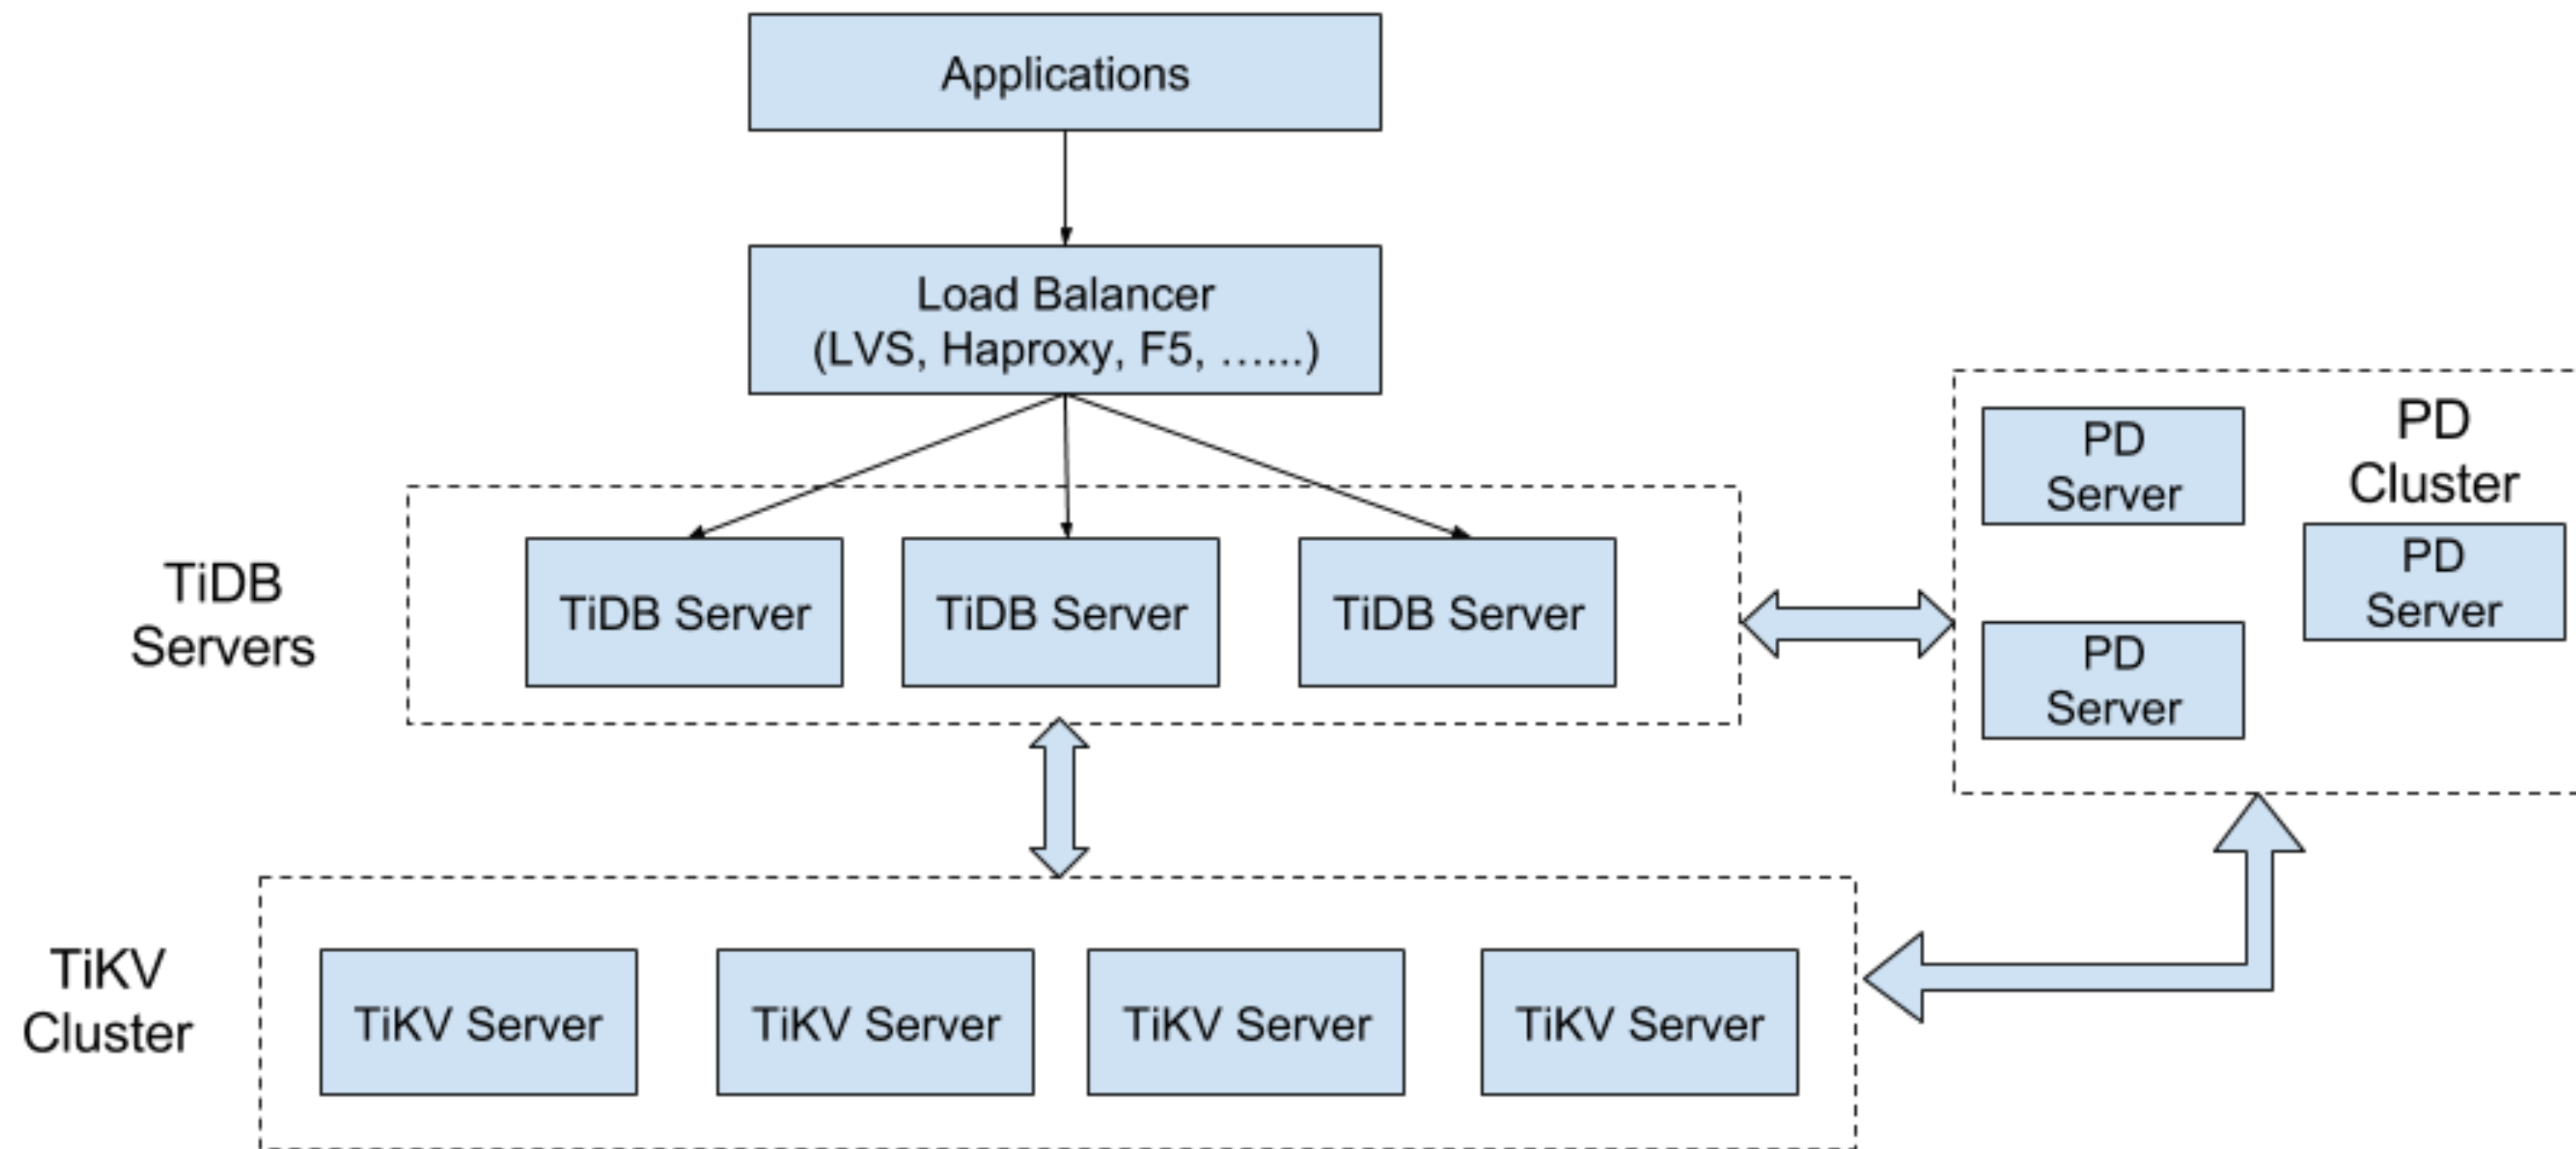 Applications
Load Balancer
(LVS, Haproxy, F5, …...)
PD
Cluster
PD
Server
PD
Server
PD
Server
TiDB
Servers
TiDB Server
TiDB Server
TiDB Server
TiKV
Cluster
TiKV Server
TiKV Server
TiKV Server
TiKV Server